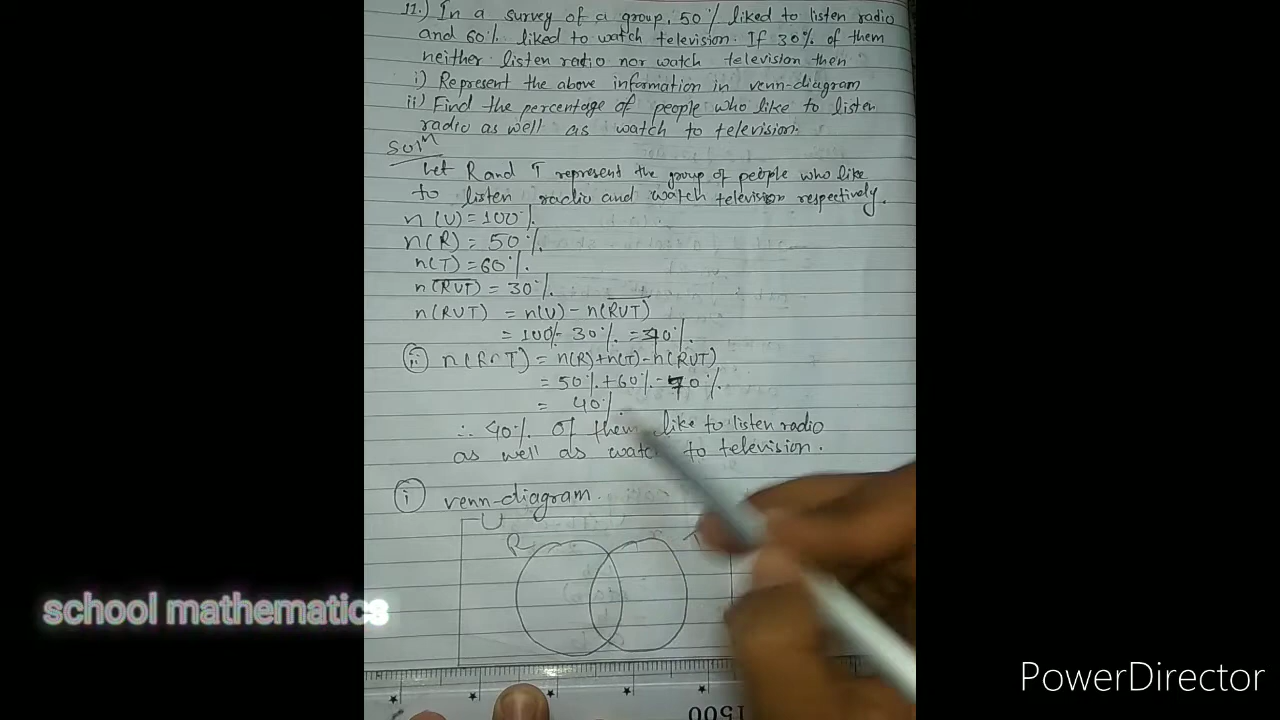 11.) In a survey of a group, 50% liked to listen radio
and 60% liked to watch television. If 30% of them
neither listen radio nor watch television then
i) Represent the above information in venn-diagram
ii) Find the percentage of people who like to listen
radio as well as watch to television.
Solⁿ
Let R and T represent the group of people who like
to listen radio and watch television respectively.
n(U)=100%.
n(R)=50%.
n(T)=60%.
n(R̅U̅T̅)=30%.
n(RUT) = n(U)-n(R̅U̅T̅)
= 100%-30%. =70%.
ii n(R∩T) = n(R)+n(T)-n(RUT)
= 50%+60%-70%.
= 40%
∴ 40% of them like to listen radio
as well as watch to television.
i venn-diagram.
U
R
school mathematics
PowerDirector
1500